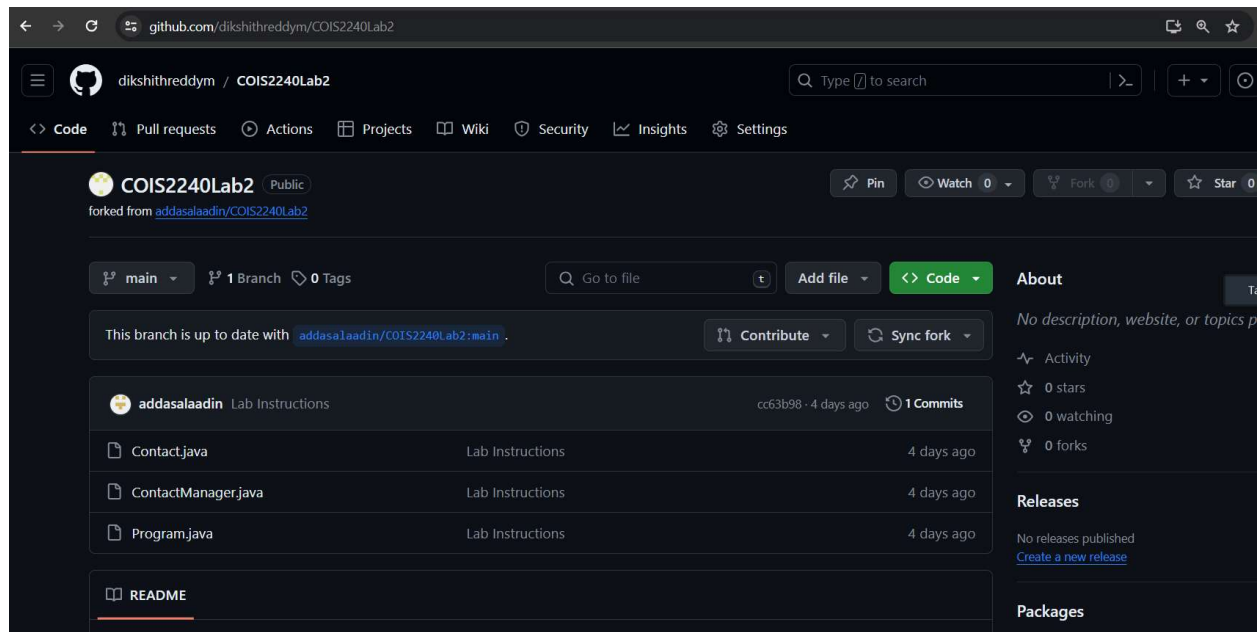 github.com/dikshithreddym/COIS2240Lab2
dikshithreddym / COIS2240Lab2
Type / to search
Code Pull requests Actions Projects Wiki Security Insights Settings
COIS2240Lab2 Public
Pin Watch 0 Fork 0 Star 0
forked from addasalaadin/COIS2240Lab2
main 1 Branch 0 Tags Go to file t Add file <> Code
About
This branch is up to date with addasalaadin/COIS2240Lab2:main .
Contribute Sync fork
No description, website, or topics p
Activity
0 stars
0 watching
0 forks
addasalaadin Lab Instructions cc63b98 · 4 days ago 1 Commits
Contact.java Lab Instructions 4 days ago
ContactManager.java Lab Instructions 4 days ago
Program.java Lab Instructions 4 days ago
Releases
No releases published
Create a new release
README
Packages